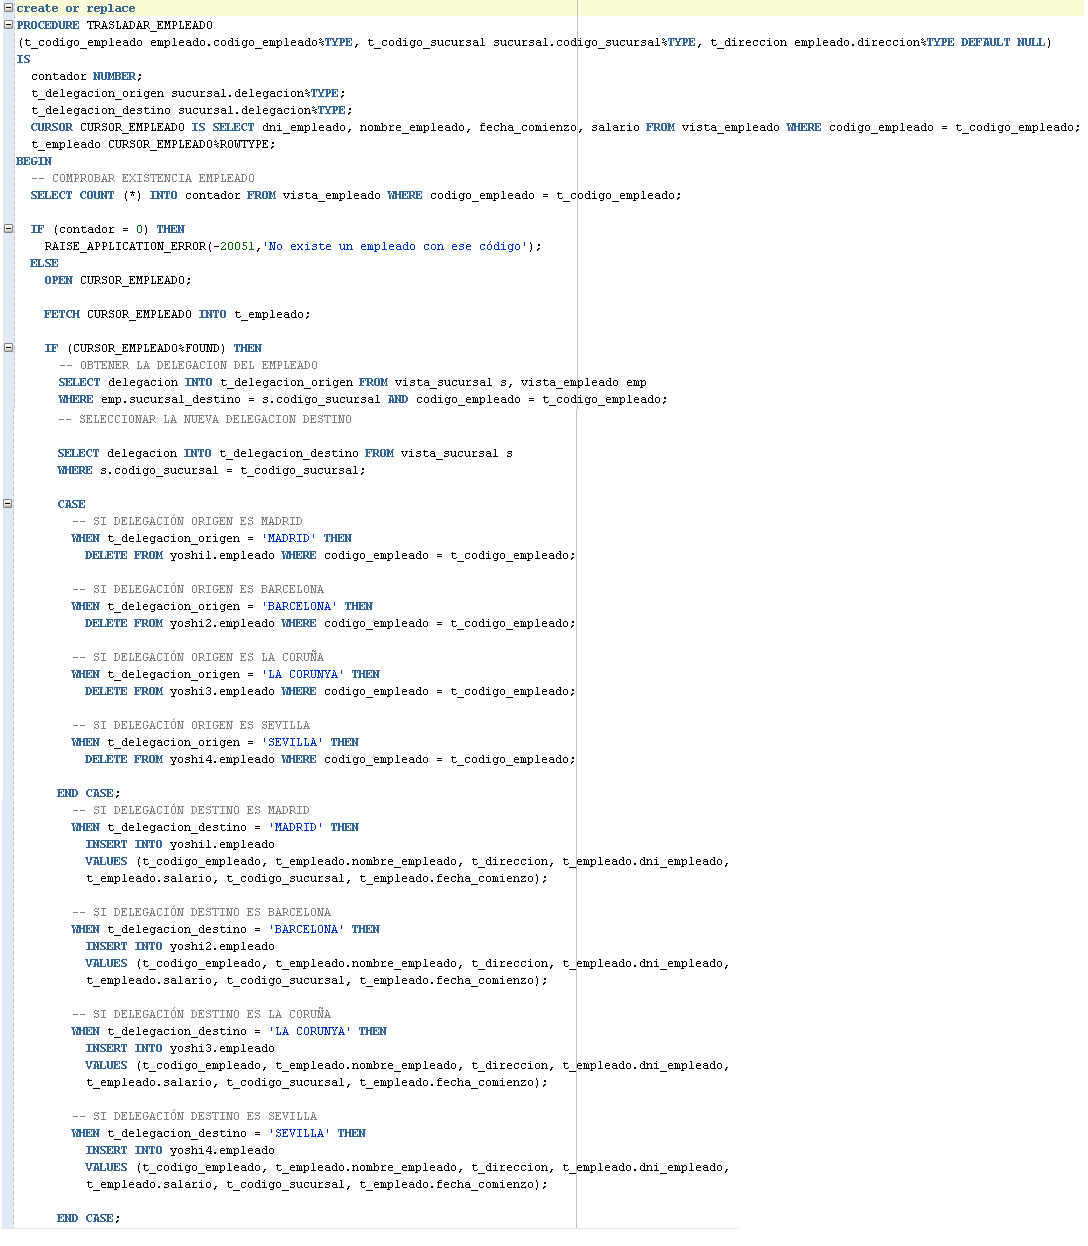 create or replace
PROCEDURE TRASLADAR_EMPLEADO
(t_codigo_empleado empleado.codigo_empleado%TYPE, t_codigo_sucursal sucursal.codigo_sucursal%TYPE, t_direccion empleado.direccion%TYPE DEFAULT NULL)
IS
contador NUMBER;
t_delegacion_origen sucursal.delegacion%TYPE;
t_delegacion_destino sucursal.delegacion%TYPE;
CURSOR CURSOR_EMPLEADO IS SELECT dni_empleado, nombre_empleado, fecha_comienzo, salario FROM vista_empleado WHERE codigo_empleado = t_codigo_empleado;
t_empleado CURSOR_EMPLEADO%ROWTYPE;
BEGIN
-- COMPROBAR EXISTENCIA EMPLEADO
SELECT COUNT (*) INTO contador FROM vista_empleado WHERE codigo_empleado = t_codigo_empleado;
IF (contador = 0) THEN
RAISE_APPLICATION_ERROR(-20051,'No existe un empleado con ese código');
ELSE
OPEN CURSOR_EMPLEADO;
FETCH CURSOR_EMPLEADO INTO t_empleado;
IF (CURSOR_EMPLEADO%FOUND) THEN
-- OBTENER LA DELEGACION DEL EMPLEADO
SELECT delegacion INTO t_delegacion_origen FROM vista_sucursal s, vista_empleado emp
WHERE emp.sucursal_destino = s.codigo_sucursal AND codigo_empleado = t_codigo_empleado;
-- SELECCIONAR LA NUEVA DELEGACION DESTINO
SELECT delegacion INTO t_delegacion_destino FROM vista_sucursal s
WHERE s.codigo_sucursal = t_codigo_sucursal;
CASE
-- SI DELEGACIÓN ORIGEN ES MADRID
WHEN t_delegacion_origen = 'MADRID' THEN
DELETE FROM yoshi1.empleado WHERE codigo_empleado = t_codigo_empleado;
-- SI DELEGACIÓN ORIGEN ES BARCELONA
WHEN t_delegacion_origen = 'BARCELONA' THEN
DELETE FROM yoshi2.empleado WHERE codigo_empleado = t_codigo_empleado;
-- SI DELEGACIÓN ORIGEN ES LA CORUÑA
WHEN t_delegacion_origen = 'LA CORUNYA' THEN
DELETE FROM yoshi3.empleado WHERE codigo_empleado = t_codigo_empleado;
-- SI DELEGACIÓN ORIGEN ES SEVILLA
WHEN t_delegacion_origen = 'SEVILLA' THEN
DELETE FROM yoshi4.empleado WHERE codigo_empleado = t_codigo_empleado;
END CASE;
-- SI DELEGACIÓN DESTINO ES MADRID
WHEN t_delegacion_destino = 'MADRID' THEN
INSERT INTO yoshi1.empleado
VALUES (t_codigo_empleado, t_empleado.nombre_empleado, t_direccion, t_empleado.dni_empleado,
t_empleado.salario, t_codigo_sucursal, t_empleado.fecha_comienzo);
-- SI DELEGACIÓN DESTINO ES BARCELONA
WHEN t_delegacion_destino = 'BARCELONA' THEN
INSERT INTO yoshi2.empleado
VALUES (t_codigo_empleado, t_empleado.nombre_empleado, t_direccion, t_empleado.dni_empleado,
t_empleado.salario, t_codigo_sucursal, t_empleado.fecha_comienzo);
-- SI DELEGACIÓN DESTINO ES LA CORUÑA
WHEN t_delegacion_destino = 'LA CORUNYA' THEN
INSERT INTO yoshi3.empleado
VALUES (t_codigo_empleado, t_empleado.nombre_empleado, t_direccion, t_empleado.dni_empleado,
t_empleado.salario, t_codigo_sucursal, t_empleado.fecha_comienzo);
-- SI DELEGACIÓN DESTINO ES SEVILLA
WHEN t_delegacion_destino = 'SEVILLA' THEN
INSERT INTO yoshi4.empleado
VALUES (t_codigo_empleado, t_empleado.nombre_empleado, t_direccion, t_empleado.dni_empleado,
t_empleado.salario, t_codigo_sucursal, t_empleado.fecha_comienzo);
END CASE;